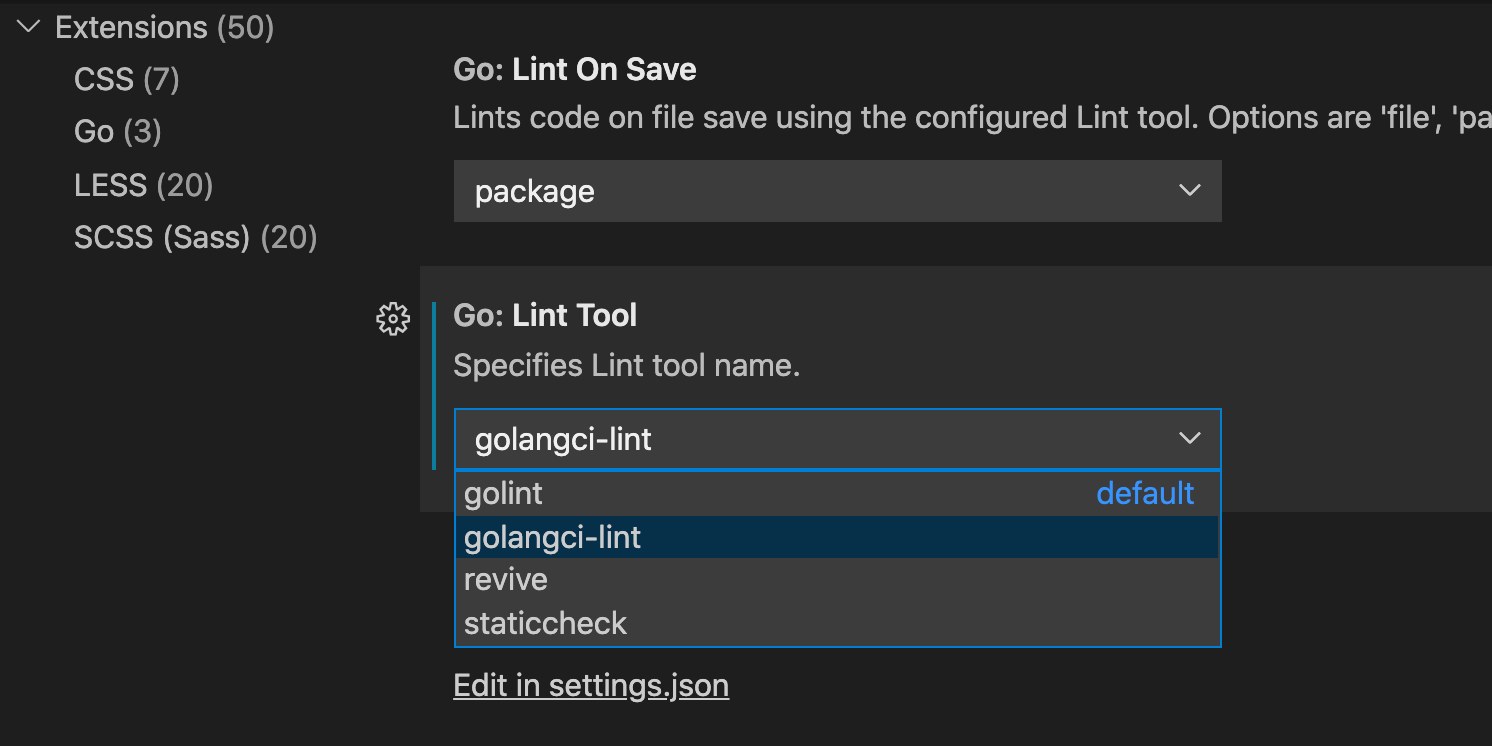 Extensions (50)
CSS (7)
Go (3)
LESS (20)
SCSS (Sass) (20)
Go: Lint On Save
Lints code on file save using the configured Lint tool. Options are 'file', 'pa
package
Go: Lint Tool
Specifies Lint tool name.
golangci-lint
golint default
golangci-lint
revive
staticcheck
Edit in settings.json